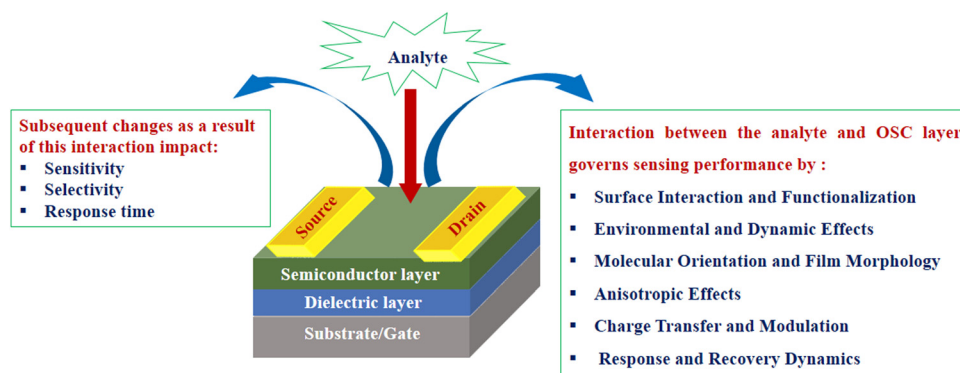 Analyte
Subsequent changes as a result
of this interaction impact:
▪ Sensitivity
▪ Selectivity
▪ Response time
Source
Drain
Semiconductor layer
Dielectric layer
Substrate/Gate
Interaction between the analyte and OSC layer
governs sensing performance by :
▪ Surface Interaction and Functionalization
▪ Environmental and Dynamic Effects
▪ Molecular Orientation and Film Morphology
▪ Anisotropic Effects
▪ Charge Transfer and Modulation
▪ Response and Recovery Dynamics